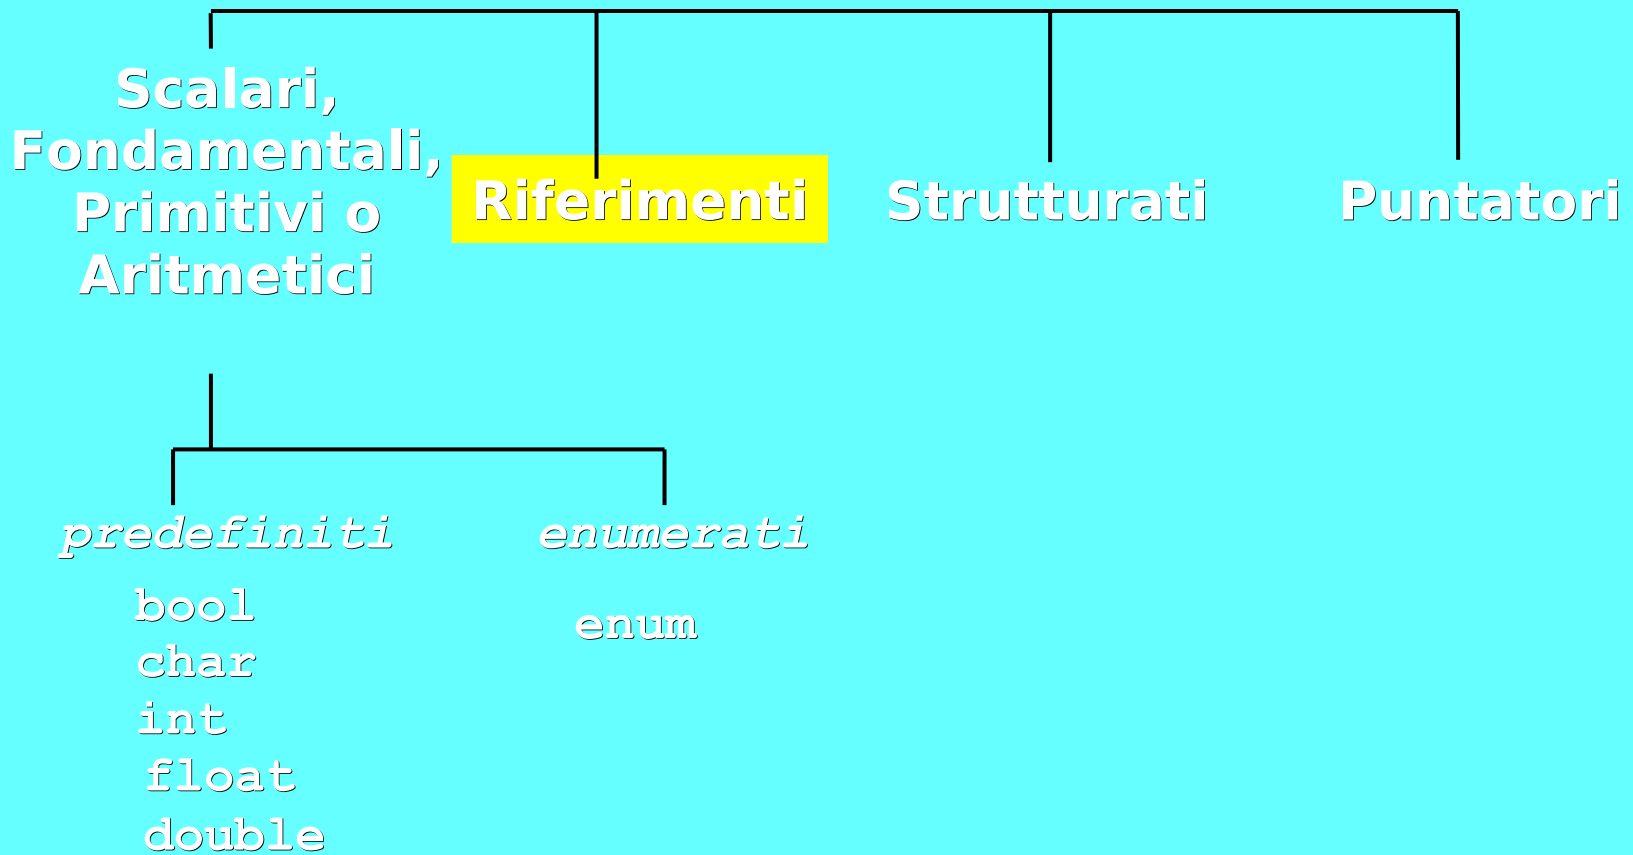 Scalari,
Fondamentali,
Primitivi o
Aritmetici
Riferimenti
Strutturati
Puntatori
predefiniti
bool
char
int
float
double
enumerati
enum